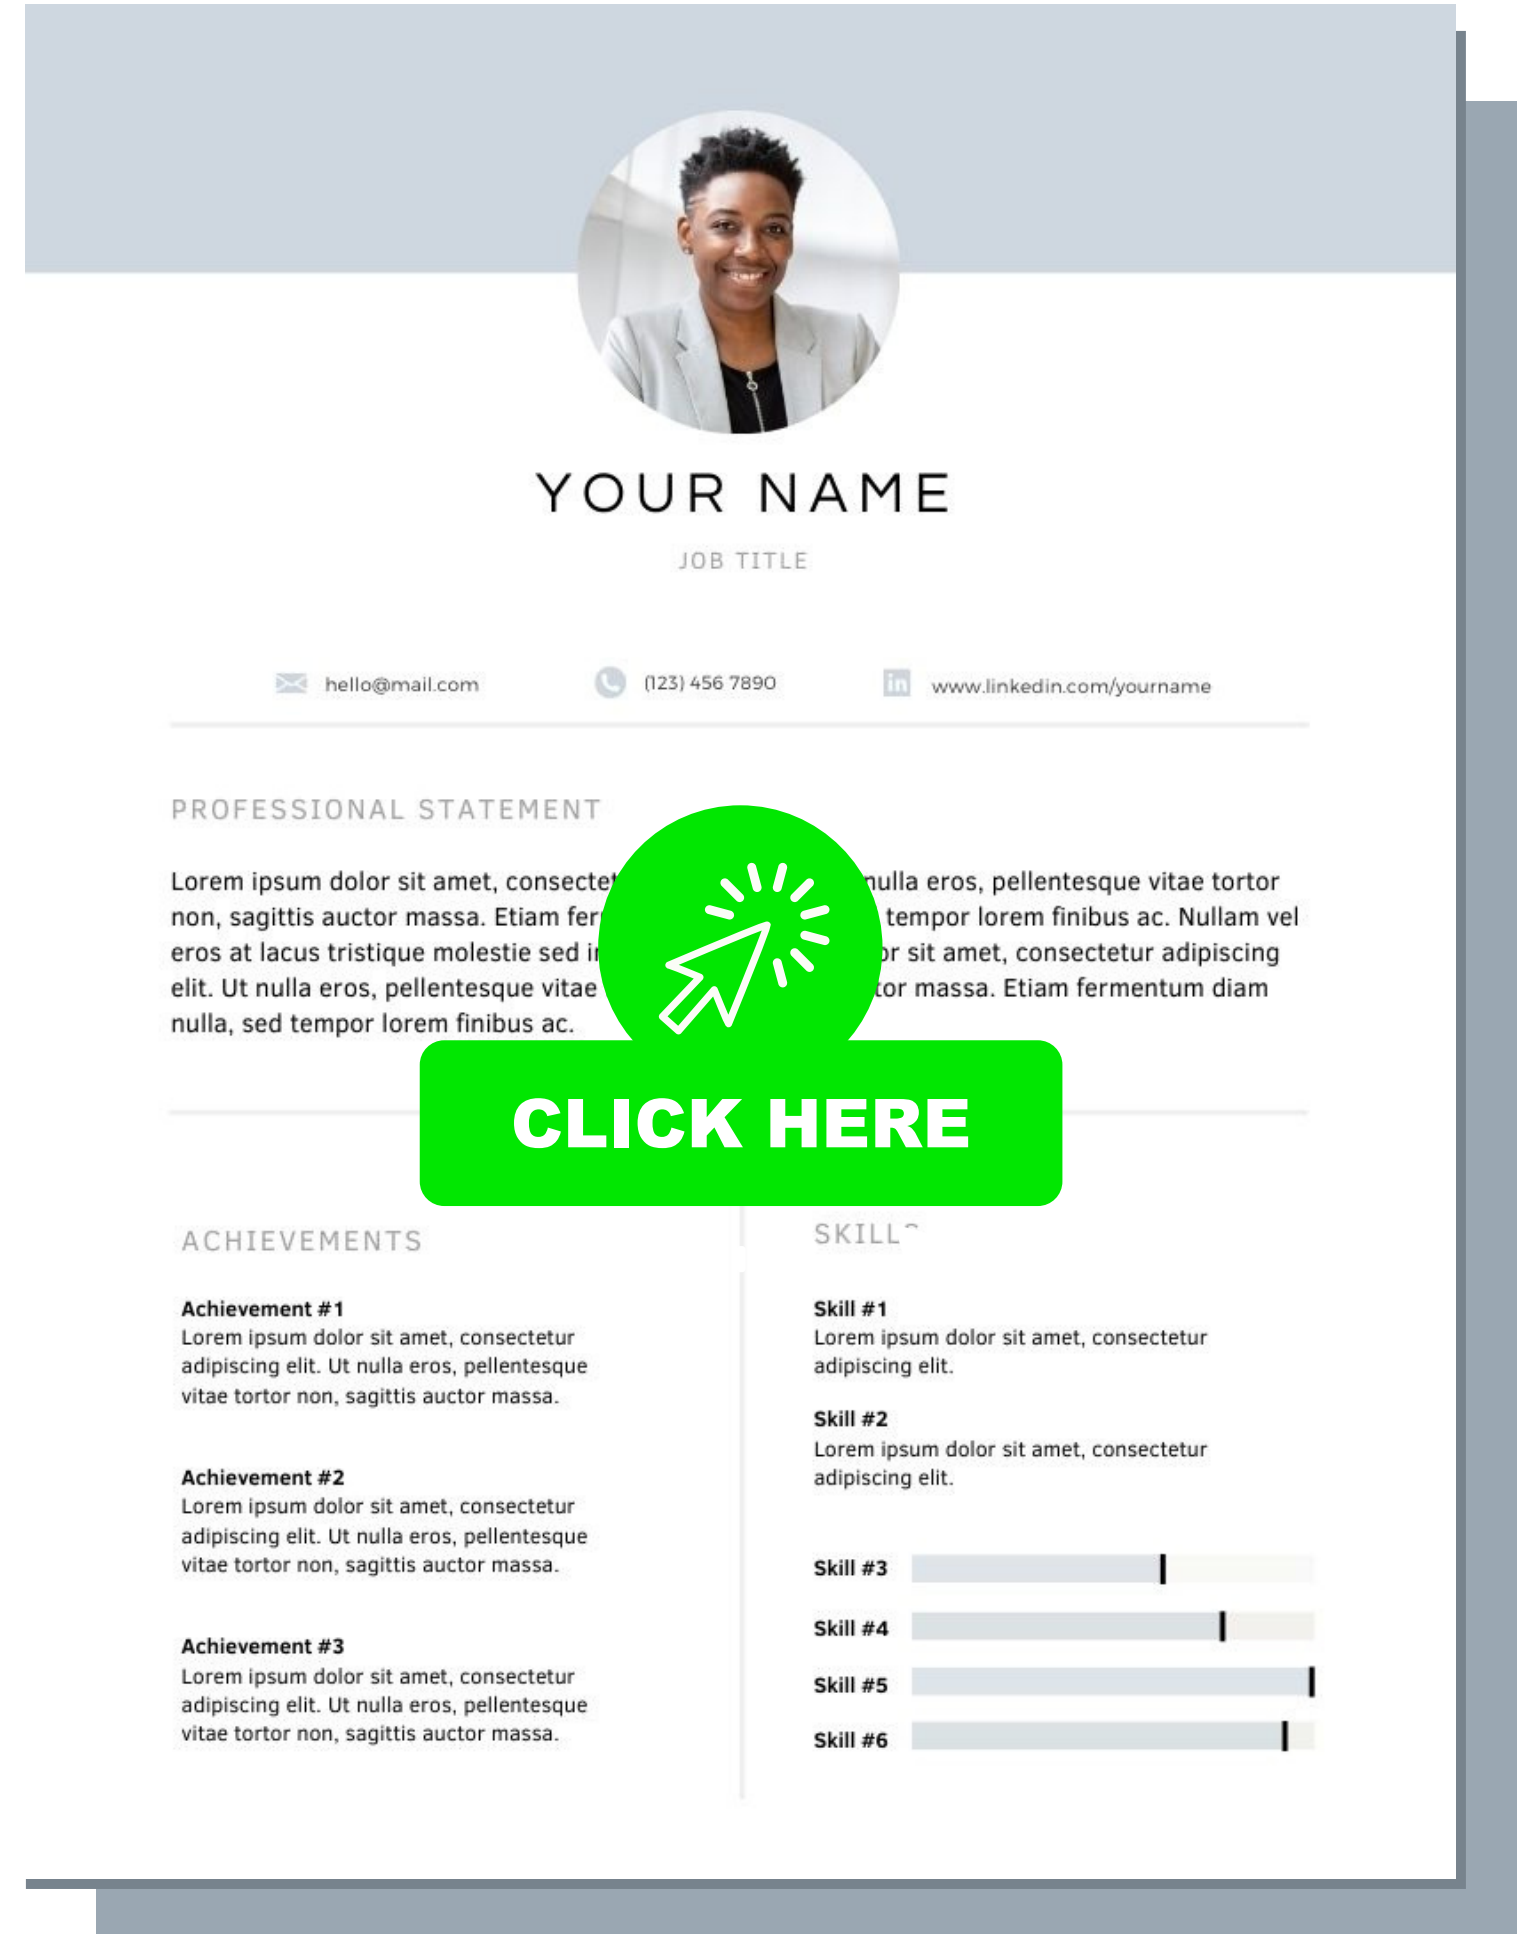 YOUR NAME
JOB TITLE
hello@mail.com
(123) 456 7890
in
www.linkedin.com/yourname
PROFESSIONAL STATEMENT
Lorem ipsum dolor sit amet, nulla eros, pellentesque vitae tortor
non, sagittis auctor massa. Etiam tempor lorem finibus ac. Nullam vel
eros at lacus tristique molestie sed sit amet, consectetur adipiscing
elit. Ut nulla eros, pellentesque vitae massa. Etiam fermentum diam
nulla, sed tempor lorem finibus ac.
CLICK HERE
ACHIEVEMENTS
Achievement #1
Lorem ipsum dolor sit amet, consectetur
adipiscing elit. Ut nulla eros, pellentesque
vitae tortor non, sagittis auctor massa.
Achievement #2
Lorem ipsum dolor sit amet, consectetur
adipiscing elit. Ut nulla eros, pellentesque
vitae tortor non, sagittis auctor massa.
Achievement #3
Lorem ipsum dolor sit amet, consectetur
adipiscing elit. Ut nulla eros, pellentesque
vitae tortor non, sagittis auctor massa.
SKILLS
Skill #1
Lorem ipsum dolor sit amet, consectetur
adipiscing elit.
Skill #2
Lorem ipsum dolor sit amet, consectetur
adipiscing elit.
Skill #3
Skill #4
Skill #5
Skill #6